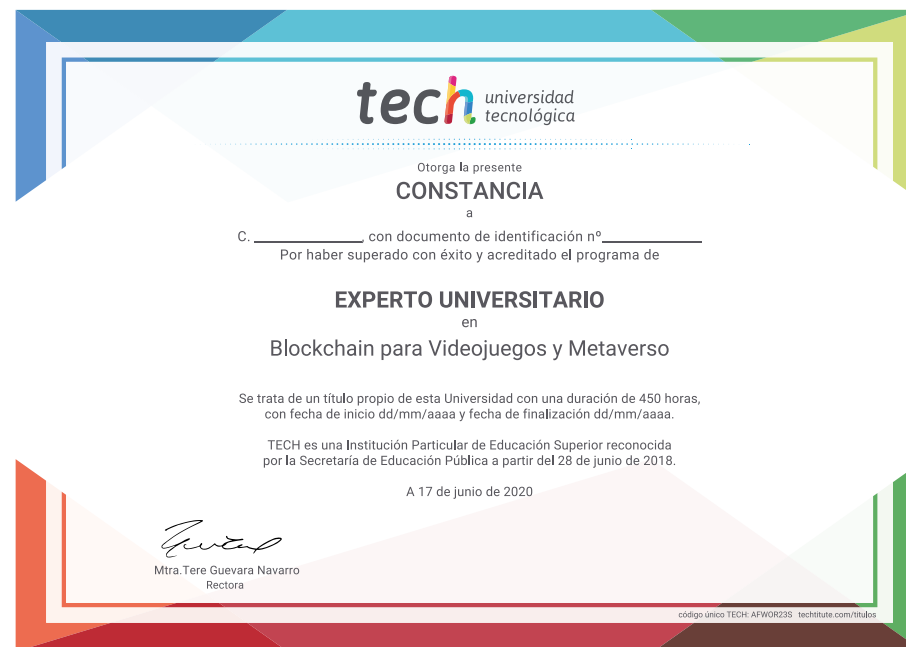 tech universidad
tecnológica
Otorga la presente
CONSTANCIA
a
C. ____________, con documento de identificación nº____________
Por haber superado con éxito y acreditado el programa de
EXPERTO UNIVERSITARIO
en
Blockchain para Videojuegos y Metaverso
Se trata de un título propio de esta Universidad con una duración de 450 horas,
con fecha de inicio dd/mm/aaaa y fecha de finalización dd/mm/aaaa.
TECH es una Institución Particular de Educación Superior reconocida
por la Secretaría de Educación Pública a partir del 28 de junio de 2018.
A 17 de junio de 2020
Mtra.Tere Guevara Navarro
Rectora
código único TECH: AFWOR23S techtitute.com/titulos